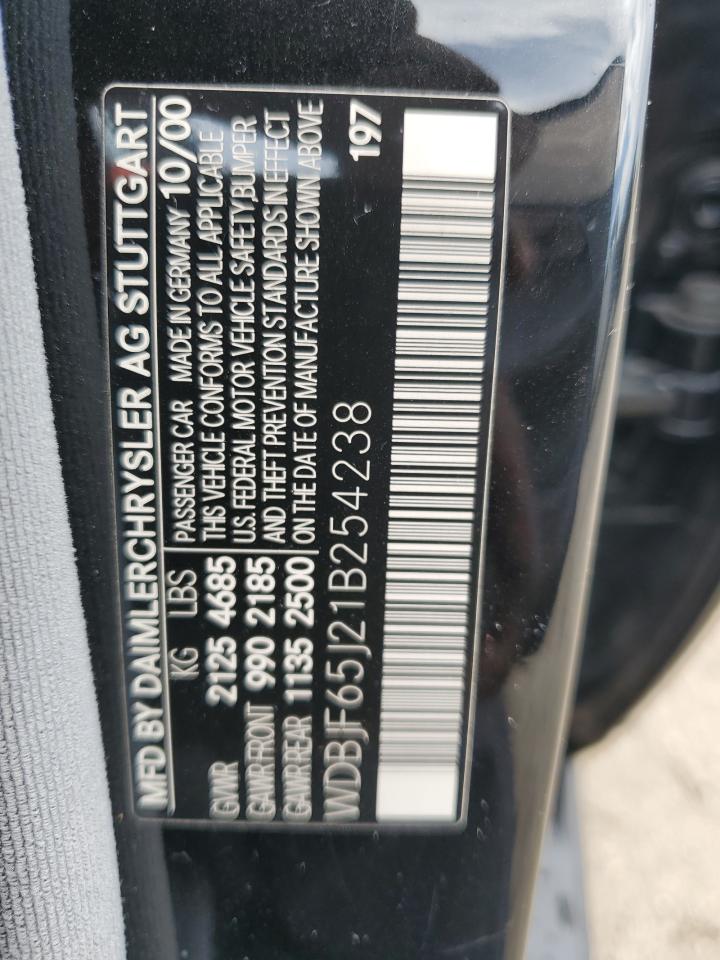 MFD BY DAIMLERCHRYSLER AG STUTTGART
KG LBS PASSENGER CAR MADE IN GERMANY 10/00
GVWR 2125 4685 THIS VEHICLE CONFORMS TO ALL APPLICABLE
U.S. FEDERAL MOTOR VEHICLE SAFETY, BUMPER
GAWR-FRONT 990 2185 AND THEFT PREVENTION STANDARDS IN EFFECT
GAWR-REAR 1135 2500 ON THE DATE OF MANUFACTURE SHOWN ABOVE
WDBJF65J21B254238 197